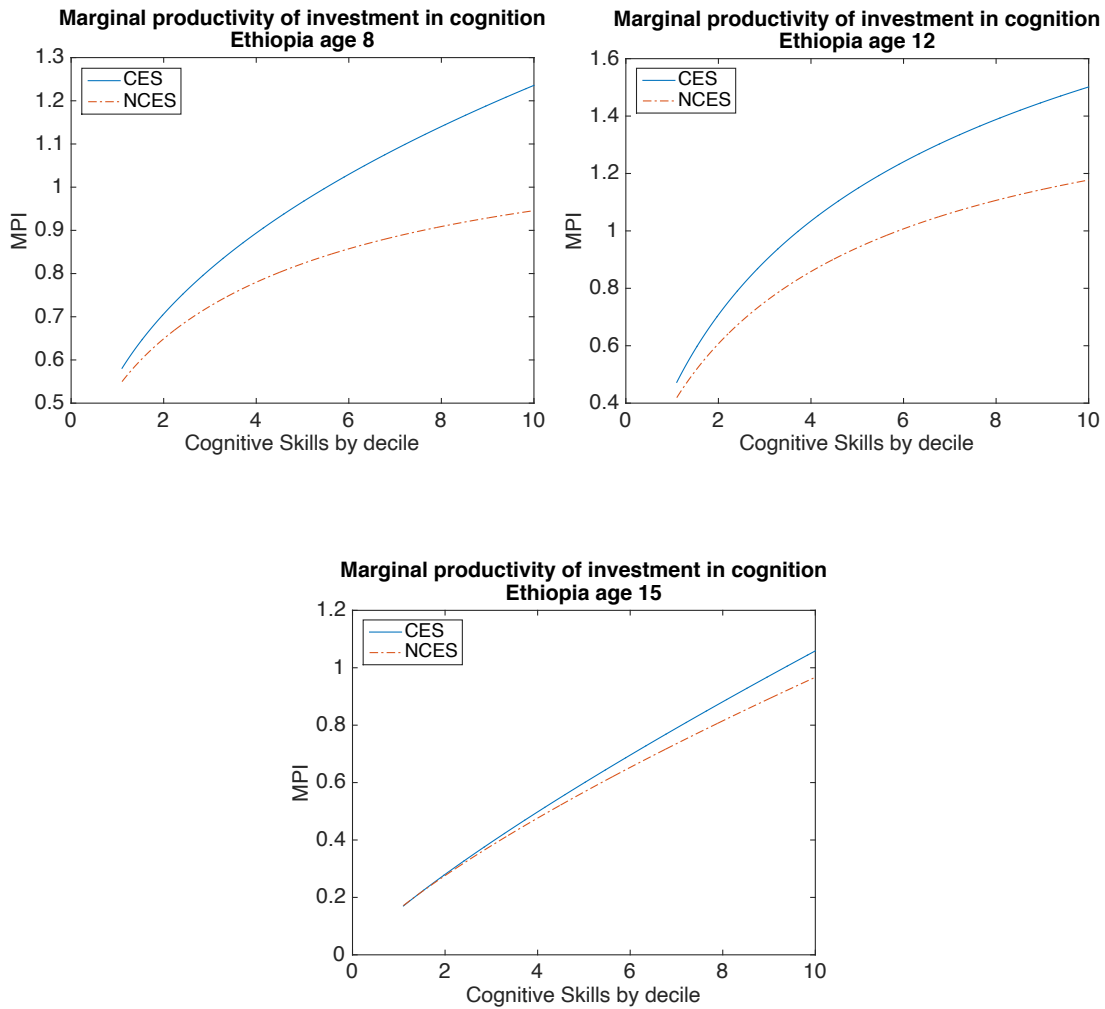 Marginal productivity of investment in cognition
Ethiopia age 8
1.3
1.2
1.1
1
0.9
0.8
0.7
0.6
0.5
MPI
CES
NCES
0 2 4 6 8 10
Cognitive Skills by decile
Marginal productivity of investment in cognition
Ethiopia age 12
1.6
1.4
1.2
1
0.8
0.6
0.4
MPI
CES
NCES
0 2 4 6 8 10
Cognitive Skills by decile
Marginal productivity of investment in cognition
Ethiopia age 15
1.2
1
0.8
0.6
0.4
0.2
0
MPI
CES
NCES
0 2 4 6 8 10
Cognitive Skills by decile